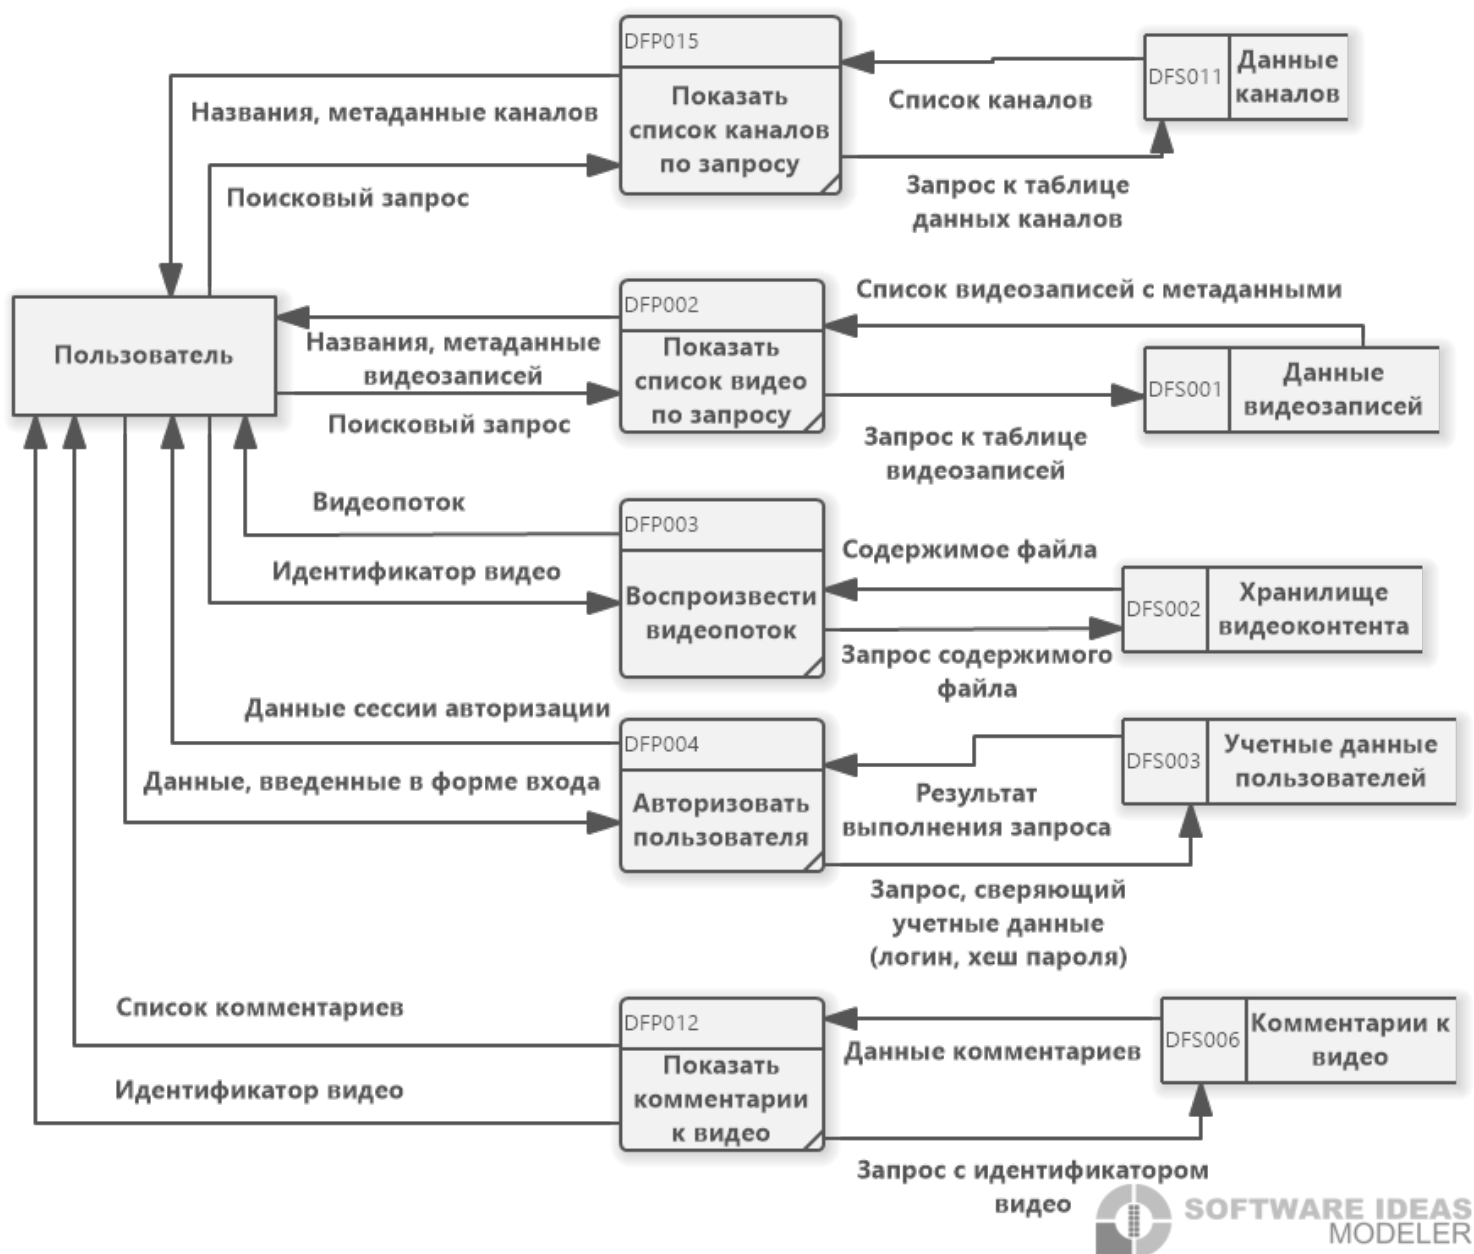 DFP015
Показать
список каналов
по запросу
DFS011
Данные
каналов
Названия, метаданные каналов
Список каналов
Поисковый запрос
Запрос к таблице
данных каналов
Пользователь
DFP002
Показать
список видео
по запросу
Список видеозаписей с метаданными
Названия, метаданные
видеозаписей
DFS001
Данные
видеозаписей
Поисковый запрос
Запрос к таблице
видеозаписей
Видеопоток
DFP003
Воспроизвести
видеопоток
Содержимое файла
Идентификатор видео
DFS002
Хранилище
видеоконтента
Запрос содержимого
файла
Данные сессии авторизации
DFP004
Авторизовать
пользователя
DFS003
Учетные данные
пользователей
Данные, введенные в форме входа
Результат
выполнения запроса
Запрос, сверяющий
учетные данные
(логин, хеш пароля)
Список комментариев
DFP012
Показать
комментарии
к видео
Данные комментариев
DFS006
Комментарии к
видео
Идентификатор видео
Запрос с идентификатором
видео
SOFTWARE IDEAS
MODELER